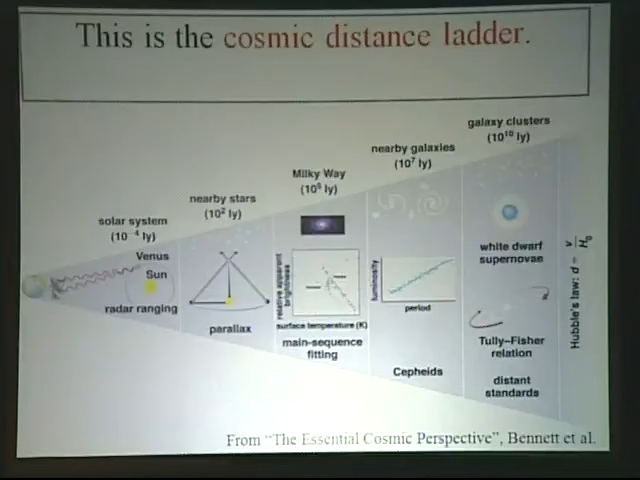 This is the cosmic distance ladder.
galaxy clusters
(10¹⁰ ly)
nearby galaxies
(10⁷ ly)
Milky Way
(10⁵ ly)
nearby stars
(10² ly)
solar system
(10⁻⁴ ly)
Venus
Sun
radar ranging
parallax
relative apparent
brightness
surface temperature (K)
main-sequence
fitting
luminosity
period
Cepheids
white dwarf
supernovae
Tully–Fisher
relation
distant
standards
Hubble's law: d = v/H₀
From "The Essential Cosmic Perspective", Bennett et al.